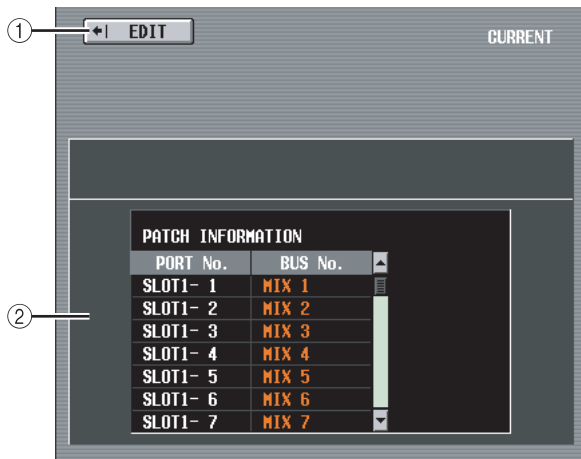 ① EDIT
CURRENT
PATCH INFORMATION
PORT No. BUS No.
SLOT1- 1 MIX 1
SLOT1- 2 MIX 2
② SLOT1- 3 MIX 3
SLOT1- 4 MIX 4
SLOT1- 5 MIX 5
SLOT1- 6 MIX 6
SLOT1- 7 MIX 7